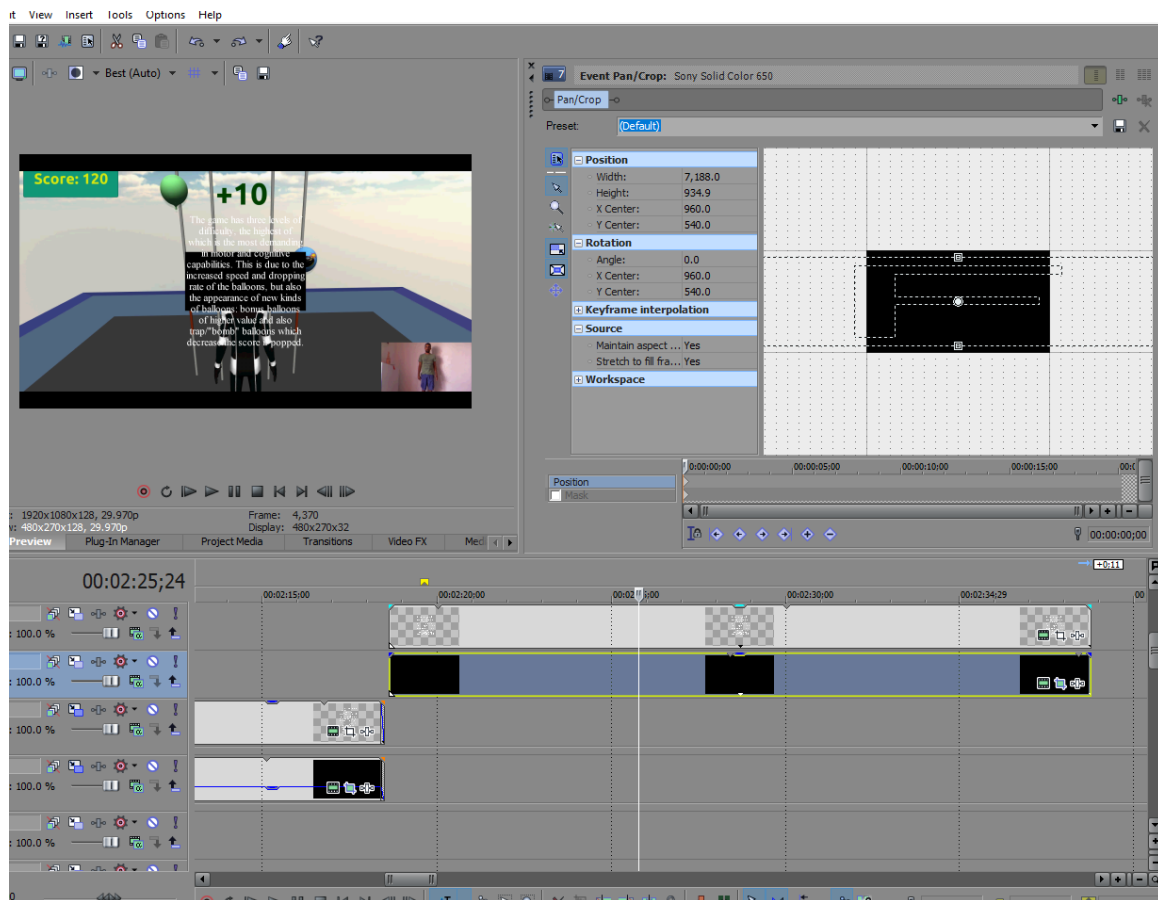 View Insert Tools Options Help
Best (Auto)
Score: 120
+10
The game has three levels of
difficulty, the highest of
which is the most demanding
in motor and cognitive
capabilities. This is due to the
increased speed and dropping
rate of the balloons, but also
the appearance of new kinds
of balloons: bonus balloons
of higher value and also
trap/"bomb" balloons which
decrease the score if popped.
: 1920x1080x128, 29.970p
Frame: 4,370
v: 480x270x128, 29.970p
Display: 480x270x32
Preview Plug-In Manager Project Media Transitions Video FX Med
7 Event Pan/Crop: Sony Solid Color 650
Pan/Crop
Preset: (Default)
Position
Width: 7,188.0
Height: 934.9
X Center: 960.0
Y Center: 540.0
Rotation
Angle: 0.0
X Center: 960.0
Y Center: 540.0
Keyframe interpolation
Source
Maintain aspect ... Yes
Stretch to fill fra... Yes
Workspace
0:00:00:00 00:00:05:00 00:00:10:00 00:00:15:00 00:(
Position
Mask
00:00:00;00
+0:11
00:02:25;24
00:02:15:00 00:02:20:00 00:02:30:00 00:02:34:29 00
: 100.0 %
: 100.0 %
: 100.0 %
: 100.0 %
: 100.0 %